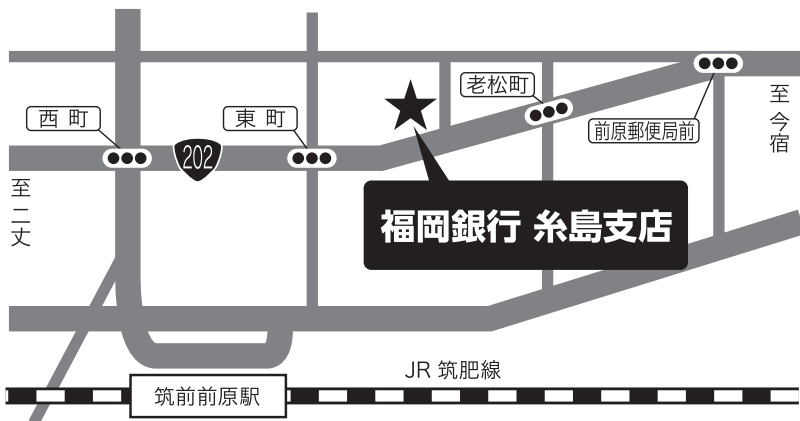 老松町
西町
東町
前原郵便局前
至今宿
202
至二丈
福岡銀行 糸島支店
JR 筑肥線
筑前前原駅